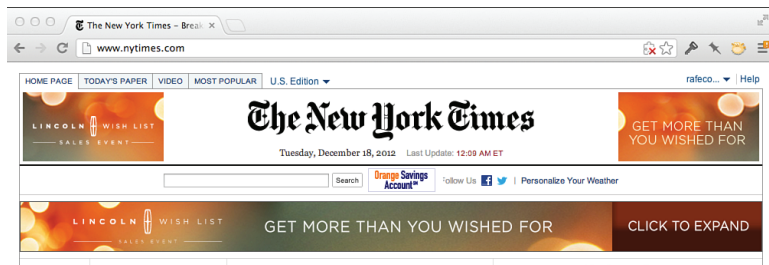 The New York Times – Break
www.nytimes.com
HOME PAGE TODAY'S PAPER VIDEO MOST POPULAR U.S. Edition
rafeco... Help
LINCOLN WISH LIST
SALES EVENT
The New York Times
Tuesday, December 18, 2012 Last Update: 12:09 AM ET
GET MORE THAN
YOU WISHED FOR
Search
Orange Savings
Account SM
Follow Us
Personalize Your Weather
LINCOLN WISH LIST
SALES EVENT
GET MORE THAN YOU WISHED FOR
CLICK TO EXPAND